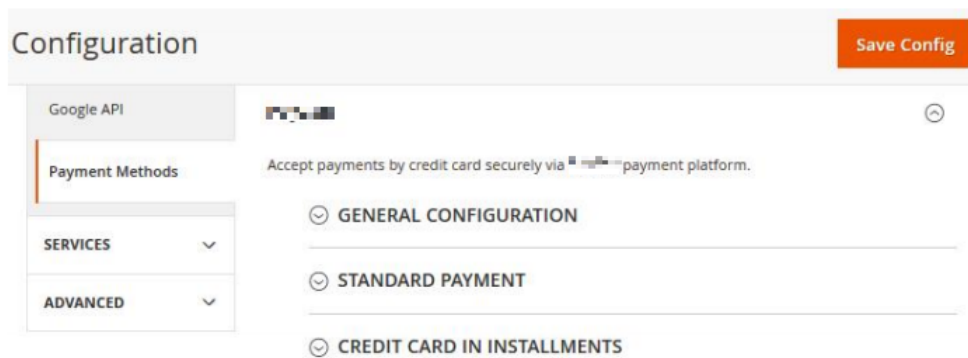 Configuration
Save Config
Google API
Payment Methods
Accept payments by credit card securely via payment platform.
GENERAL CONFIGURATION
SERVICES
STANDARD PAYMENT
ADVANCED
CREDIT CARD IN INSTALLMENTS